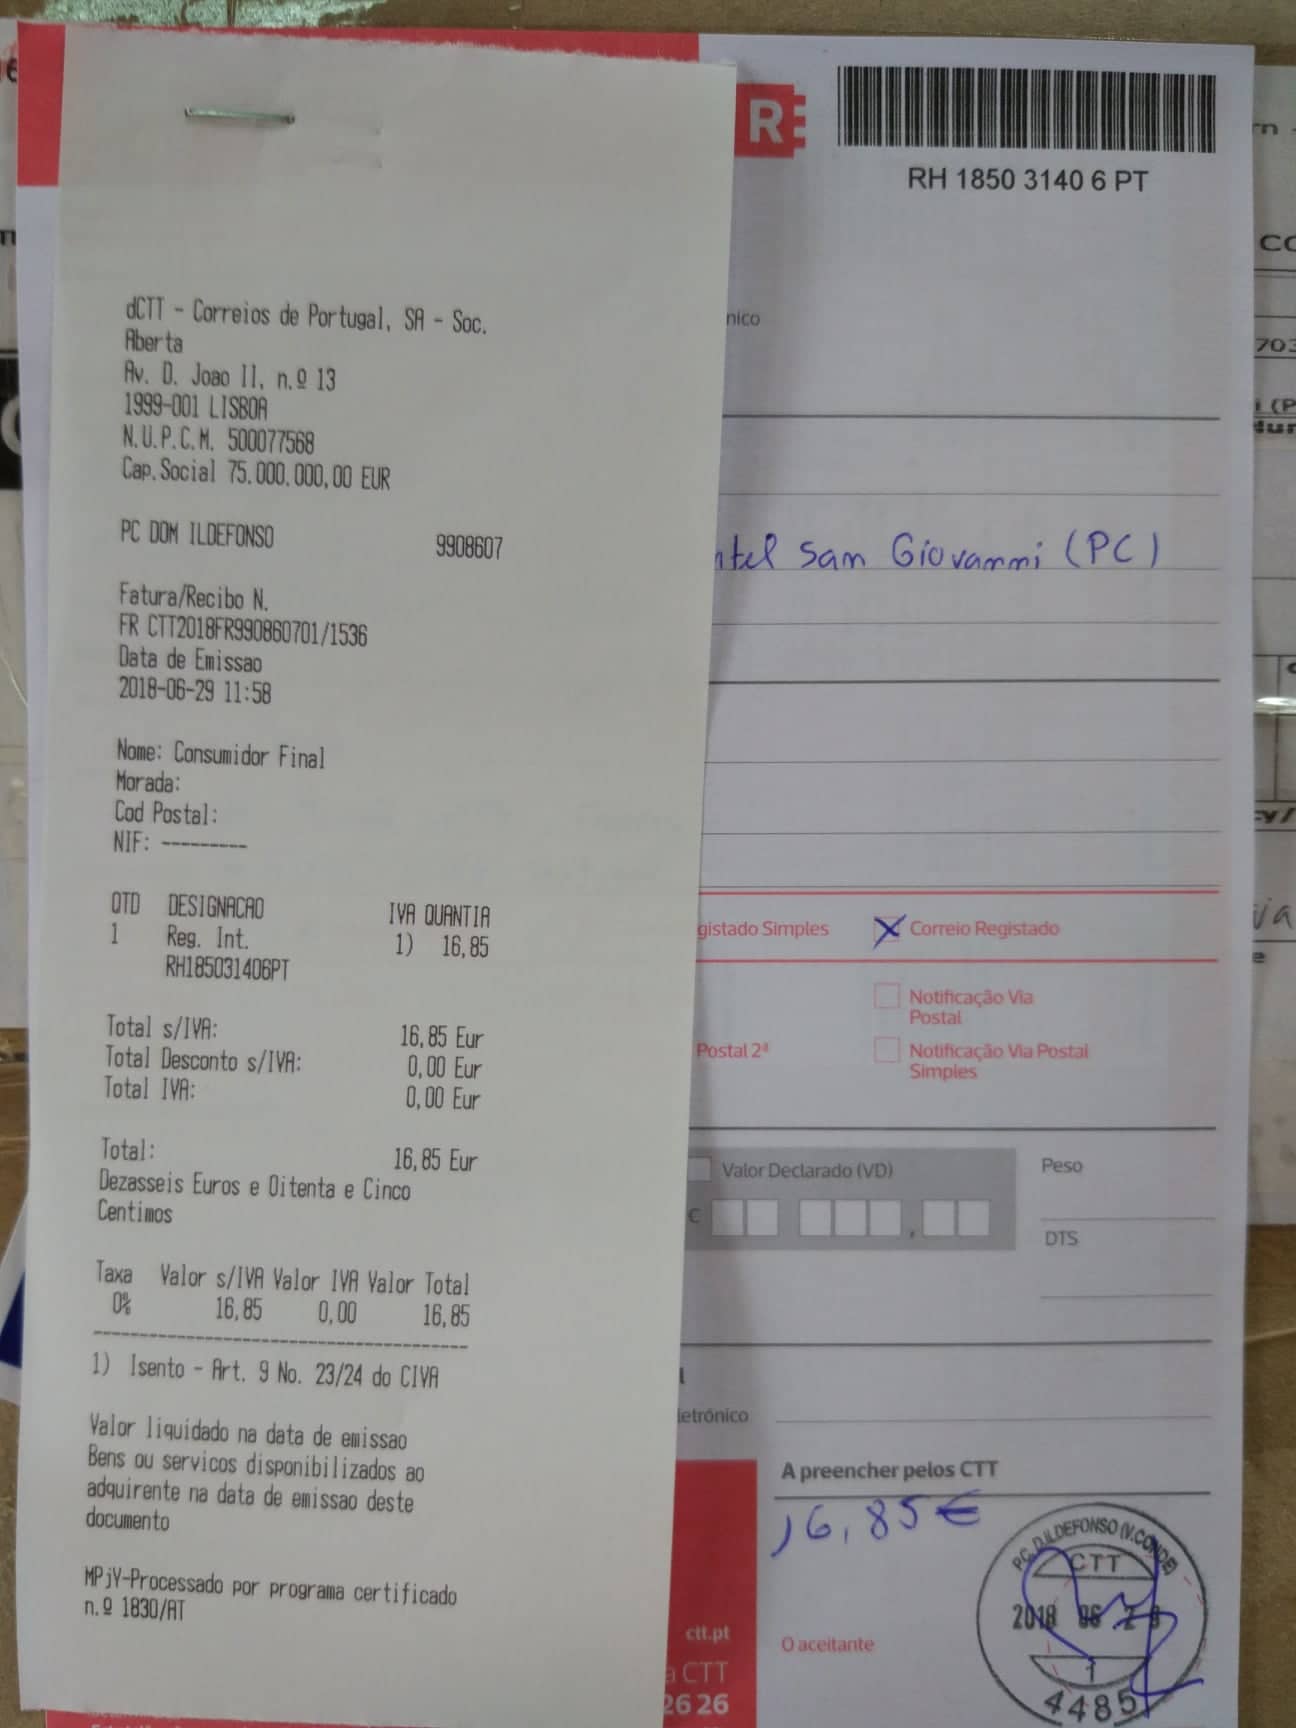 dCTT - Correios de Portugal, SA - Soc.
Aberta
Av. D. Joao II, n.º 13
1999-001 LISBOA
N.U.P.C.M. 500077568
Cap.Social 75.000.000,00 EUR
PC DOM ILDEFONSO 9908607
Fatura/Recibo N.
FR CTT2018FR990860701/1536
Data de Emissao
2018-06-29 11:58
Nome: Consumidor Final
Morada:
Cod Postal:
NIF: ---------
QTD DESIGNACAO IVA QUANTIA
1 Reg. Int. 1) 16,85
RH185031406PT
Total s/IVA: 16,85 Eur
Total Desconto s/IVA: 0,00 Eur
Total IVA: 0,00 Eur
Total: 16,85 Eur
Dezasseis Euros e Oitenta e Cinco
Centimos
Taxa Valor s/IVA Valor IVA Valor Total
0% 16,85 0,00 16,85
1) Isento - Art. 9 No. 23/24 do CIVA
Valor liquidado na data de emissao
Bens ou servicos disponibilizados ao
adquirente na data de emissao deste
documento
MPjY-Processado por programa certificado
n.º 1830/AT
R
RH 1850 3140 6 PT
nico
ntel San Giovanni (PC)
gistado Simples Correio Registado
Notificação Via
Postal
Postal 2ª Notificação Via Postal
Simples
Valor Declarado (VD) Peso
€ ,
DTS
letrónico
A preencher pelos CTT
16,85€
PC D.ILDEFONSO (V.CONDE)
CTT
2018
1
4485
O aceitante
ctt.pt
a CTT
26 26